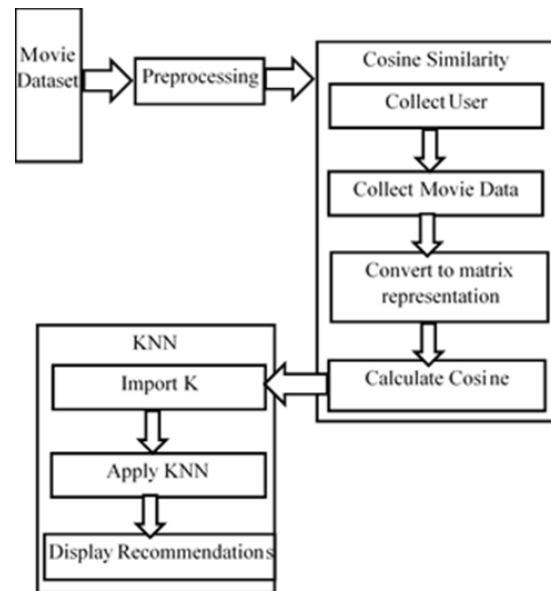 Movie
Dataset
Preprocessing
Cosine Similarity
Collect User
Collect Movie Data
Convert to matrix
representation
Calculate Cosine
KNN
Import K
Apply KNN
Display Recommendations